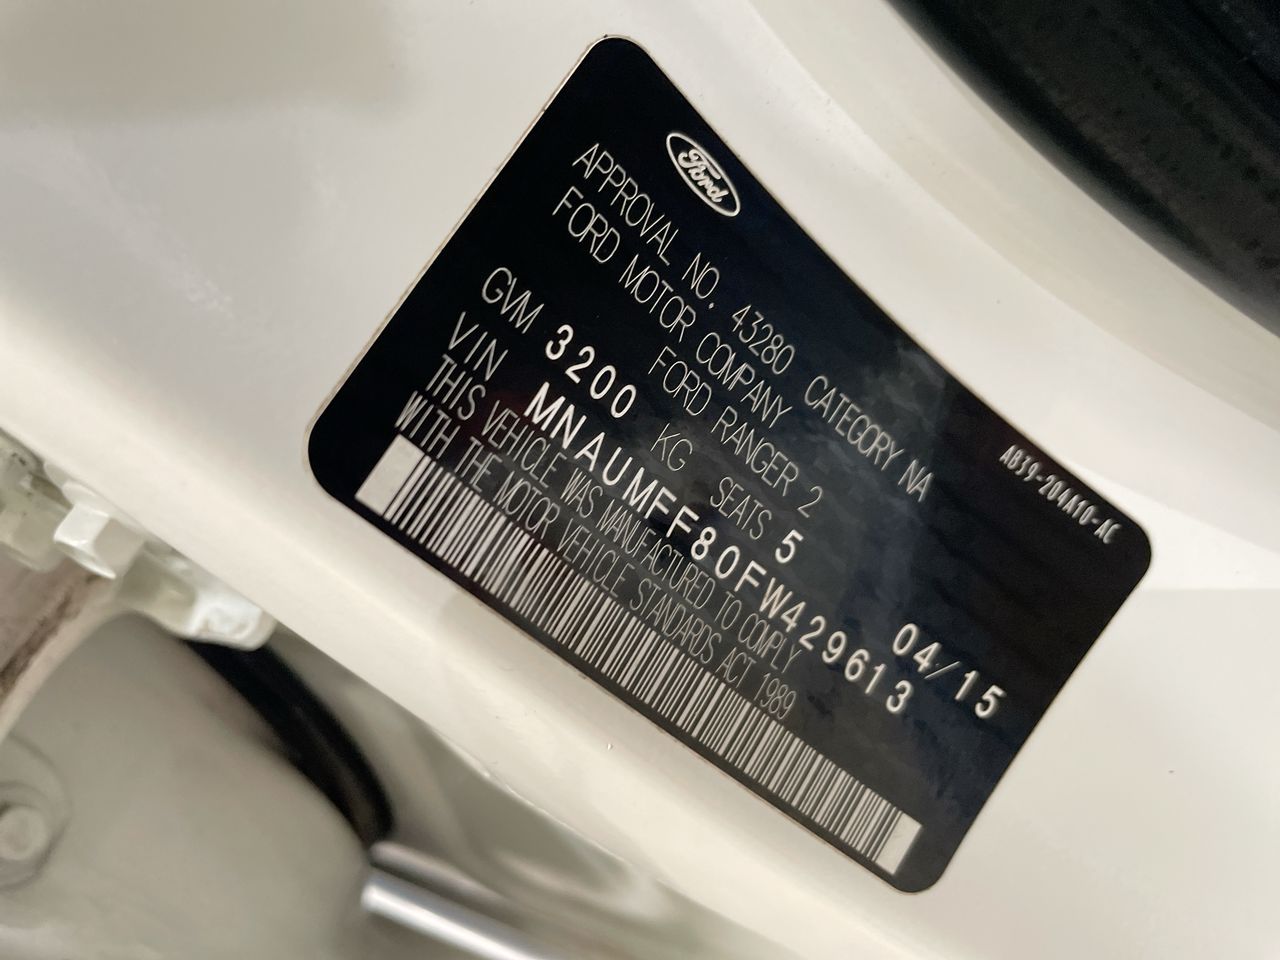 Ford
APPROVAL NO. 43280 CATEGORY NA
FORD MOTOR COMPANY
FORD RANGER 2
AB39-204A10-AC
GVM 3200 KG SEATS 5
VIN MNAUMFF80FW429613 04/15
THIS VEHICLE WAS MANUFACTURED TO COMPLY
WITH THE MOTOR VEHICLE STANDARDS ACT 1989